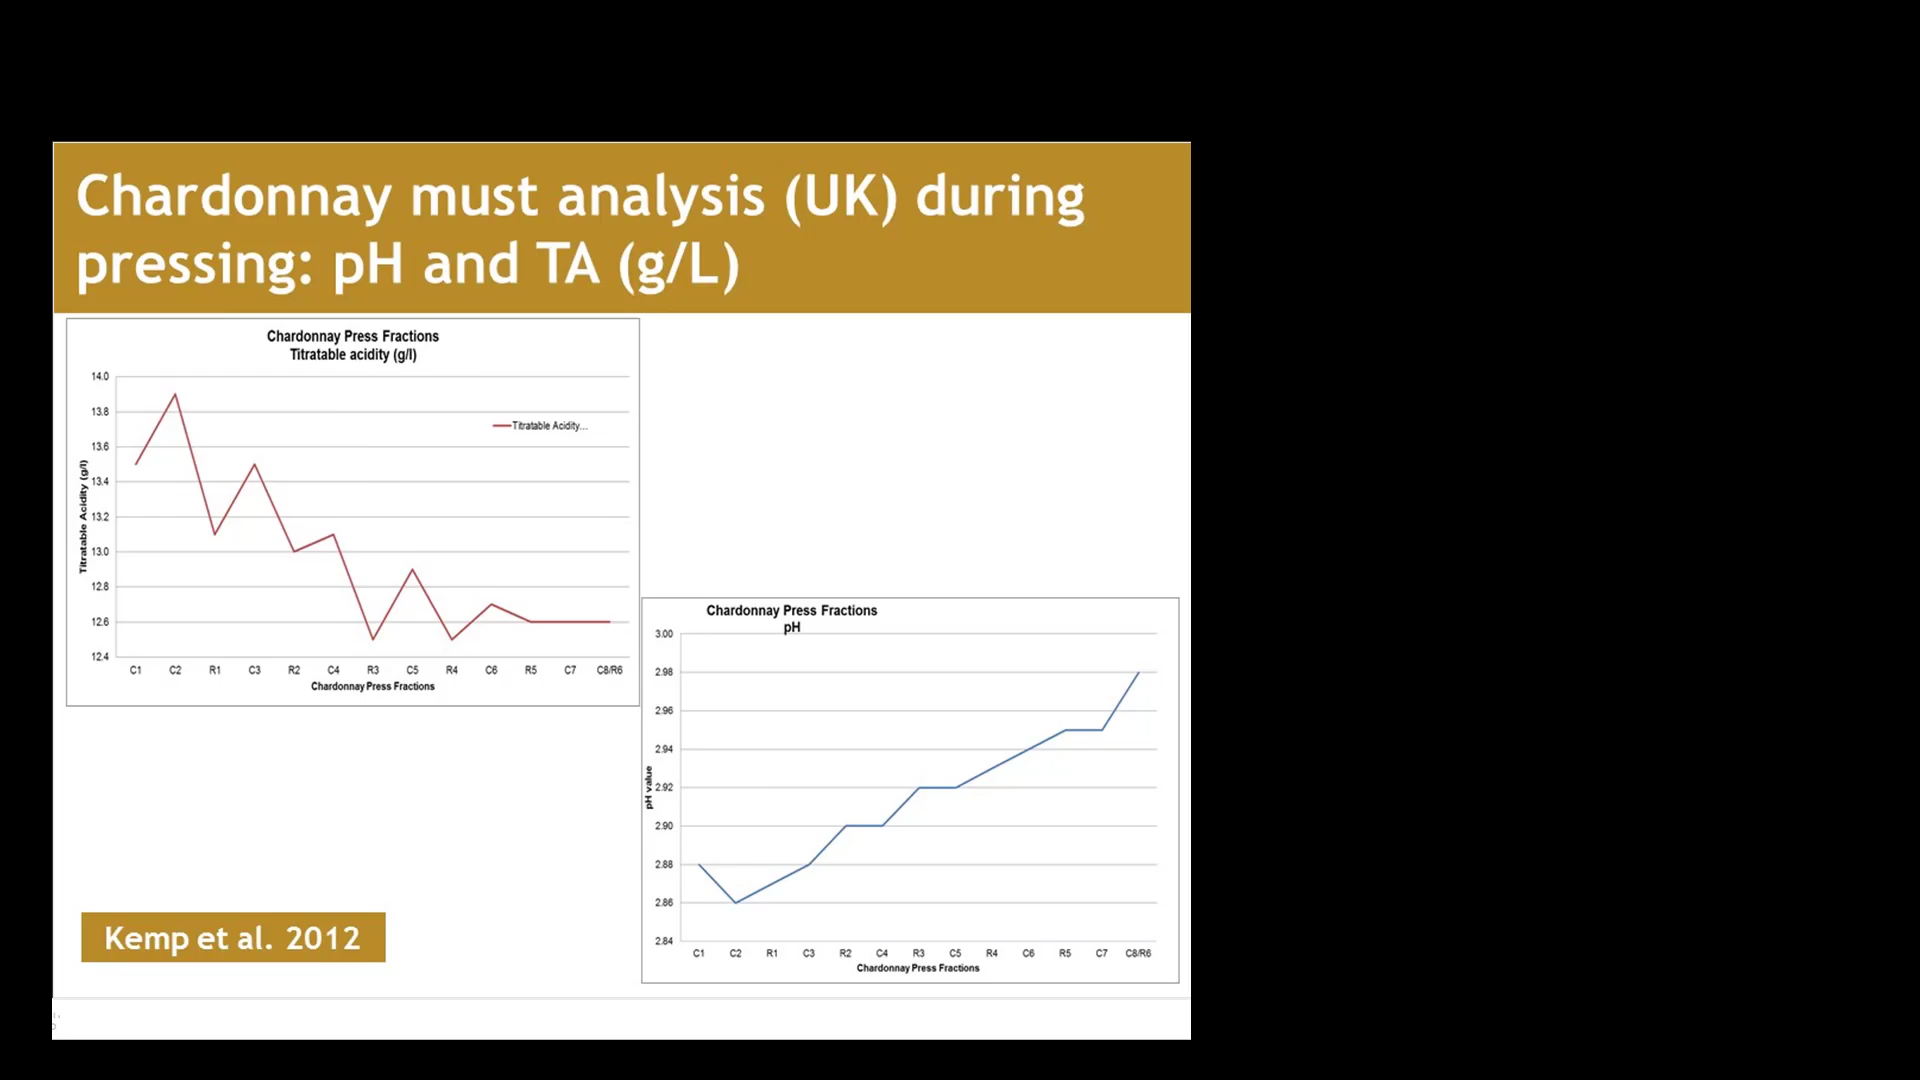 Chardonnay must analysis (UK) during
pressing: pH and TA (g/L)
Chardonnay Press Fractions
Titratable acidity (g/l)
14.0
13.8
13.6
13.4
13.2
13.0
12.8
12.6
12.4
Titratable Acidity (g/l)
Titratable Acidity...
C1 C2 R1 C3 R2 C4 R3 C5 R4 C6 R5 C7 C8/R6
Chardonnay Press Fractions
Chardonnay Press Fractions
pH
3.00
2.98
2.96
2.94
2.92
2.90
2.88
2.86
2.84
pH value
C1 C2 R1 C3 R2 C4 R3 C5 R4 C6 R5 C7 C8/R6
Chardonnay Press Fractions
Kemp et al. 2012